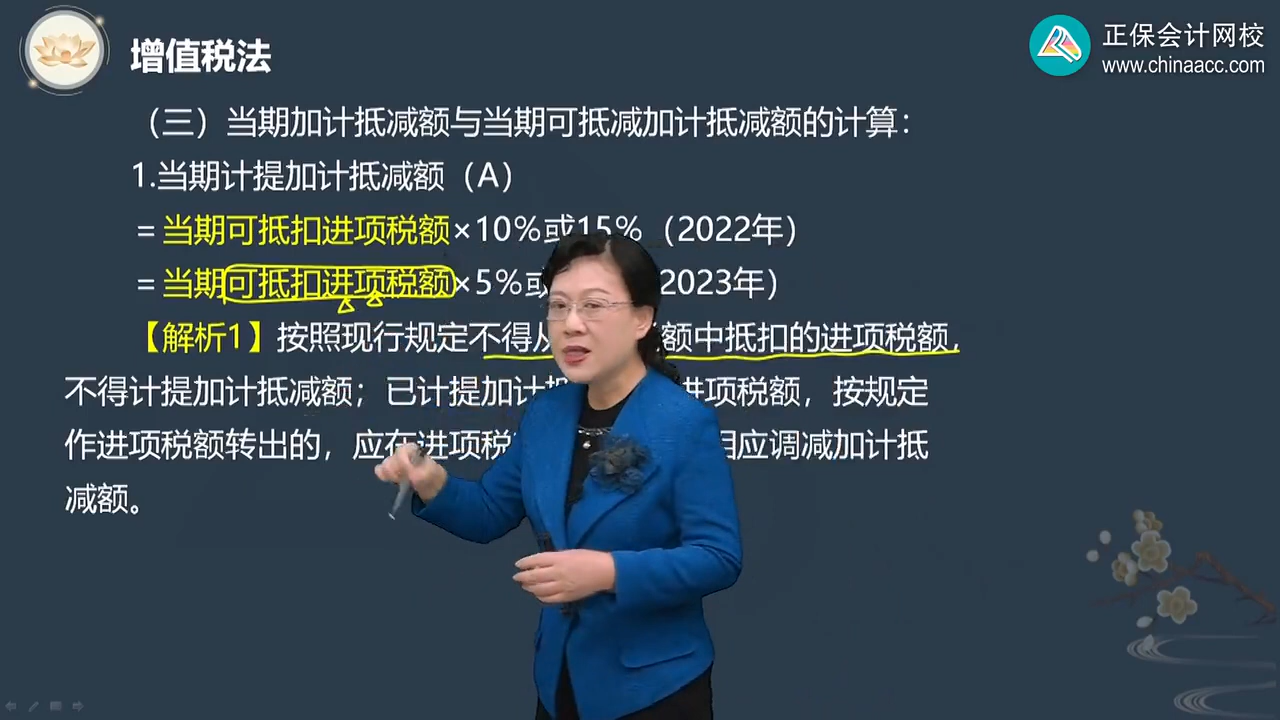 增值税法
正保会计网校
www.chinaacc.com
（三）当期加计抵减额与当期可抵减加计抵减额的计算：
1.当期计提加计抵减额（A）
＝当期可抵扣进项税额×10%或15%（2022年）
＝当期可抵扣进项税额×5%或 2023年）
【解析1】按照现行规定不得从 额中抵扣的进项税额，
不得计提加计抵减额；已计提加计抵 进项税额，按规定
作进项税额转出的，应在进项税 相应调减加计抵
减额。